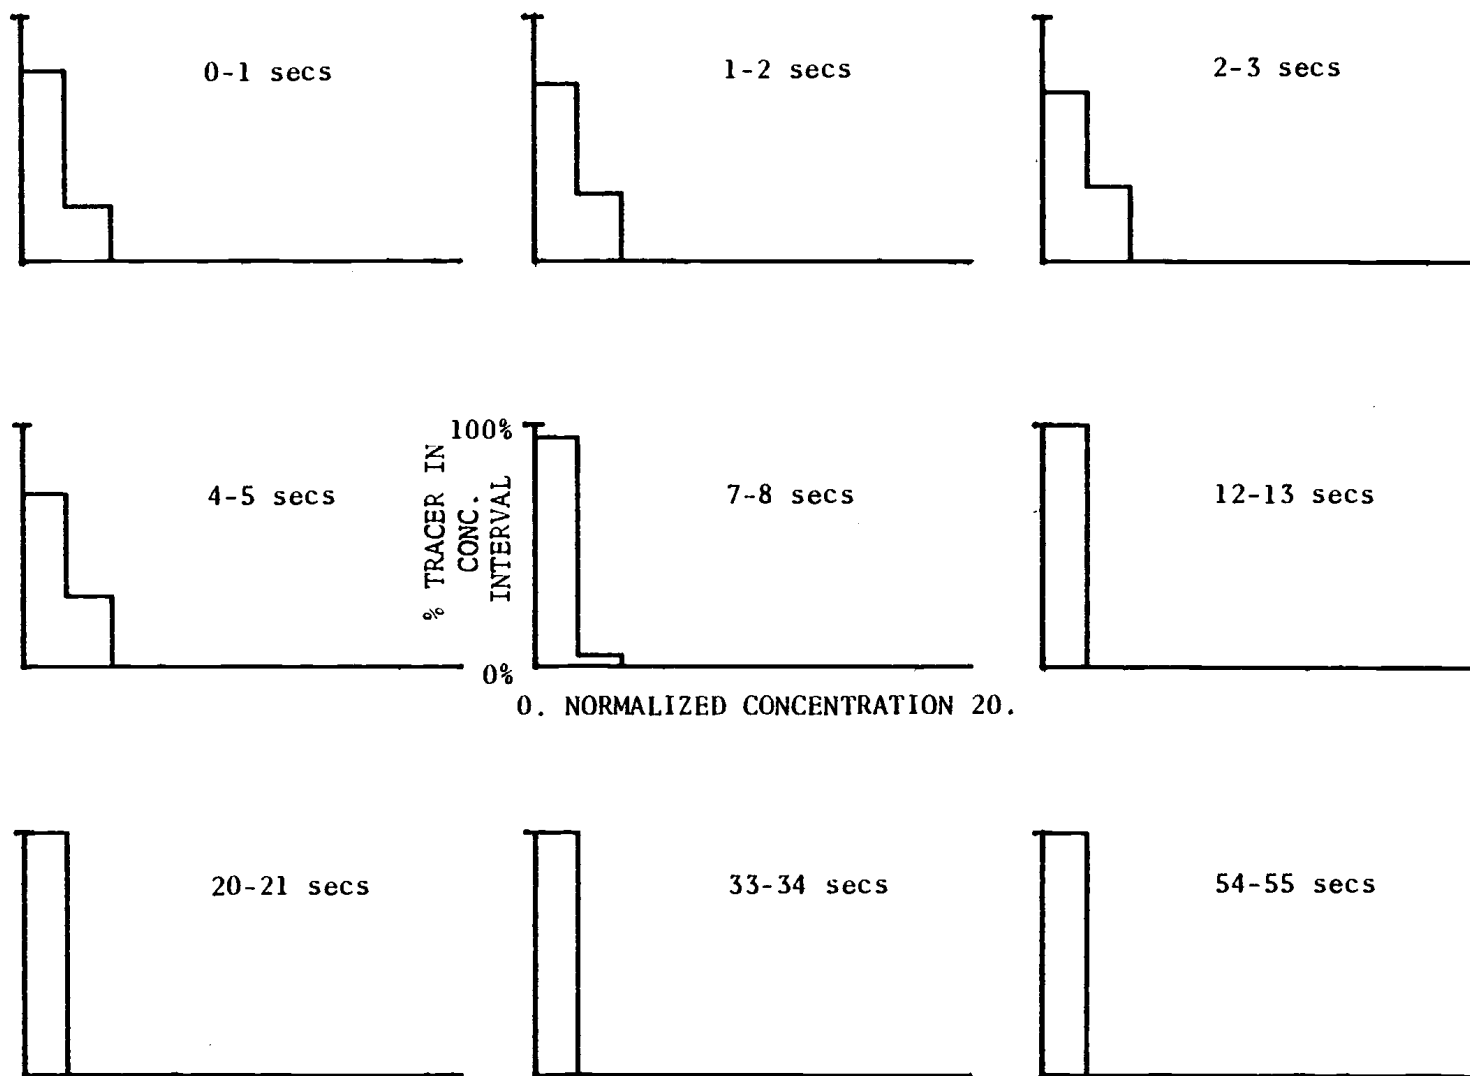 0-1 secs
1-2 secs
2-3 secs
4-5 secs
100%
% TRACER IN
CONC.
INTERVAL
0%
7-8 secs
0. NORMALIZED CONCENTRATION 20.
12-13 secs
20-21 secs
33-34 secs
54-55 secs